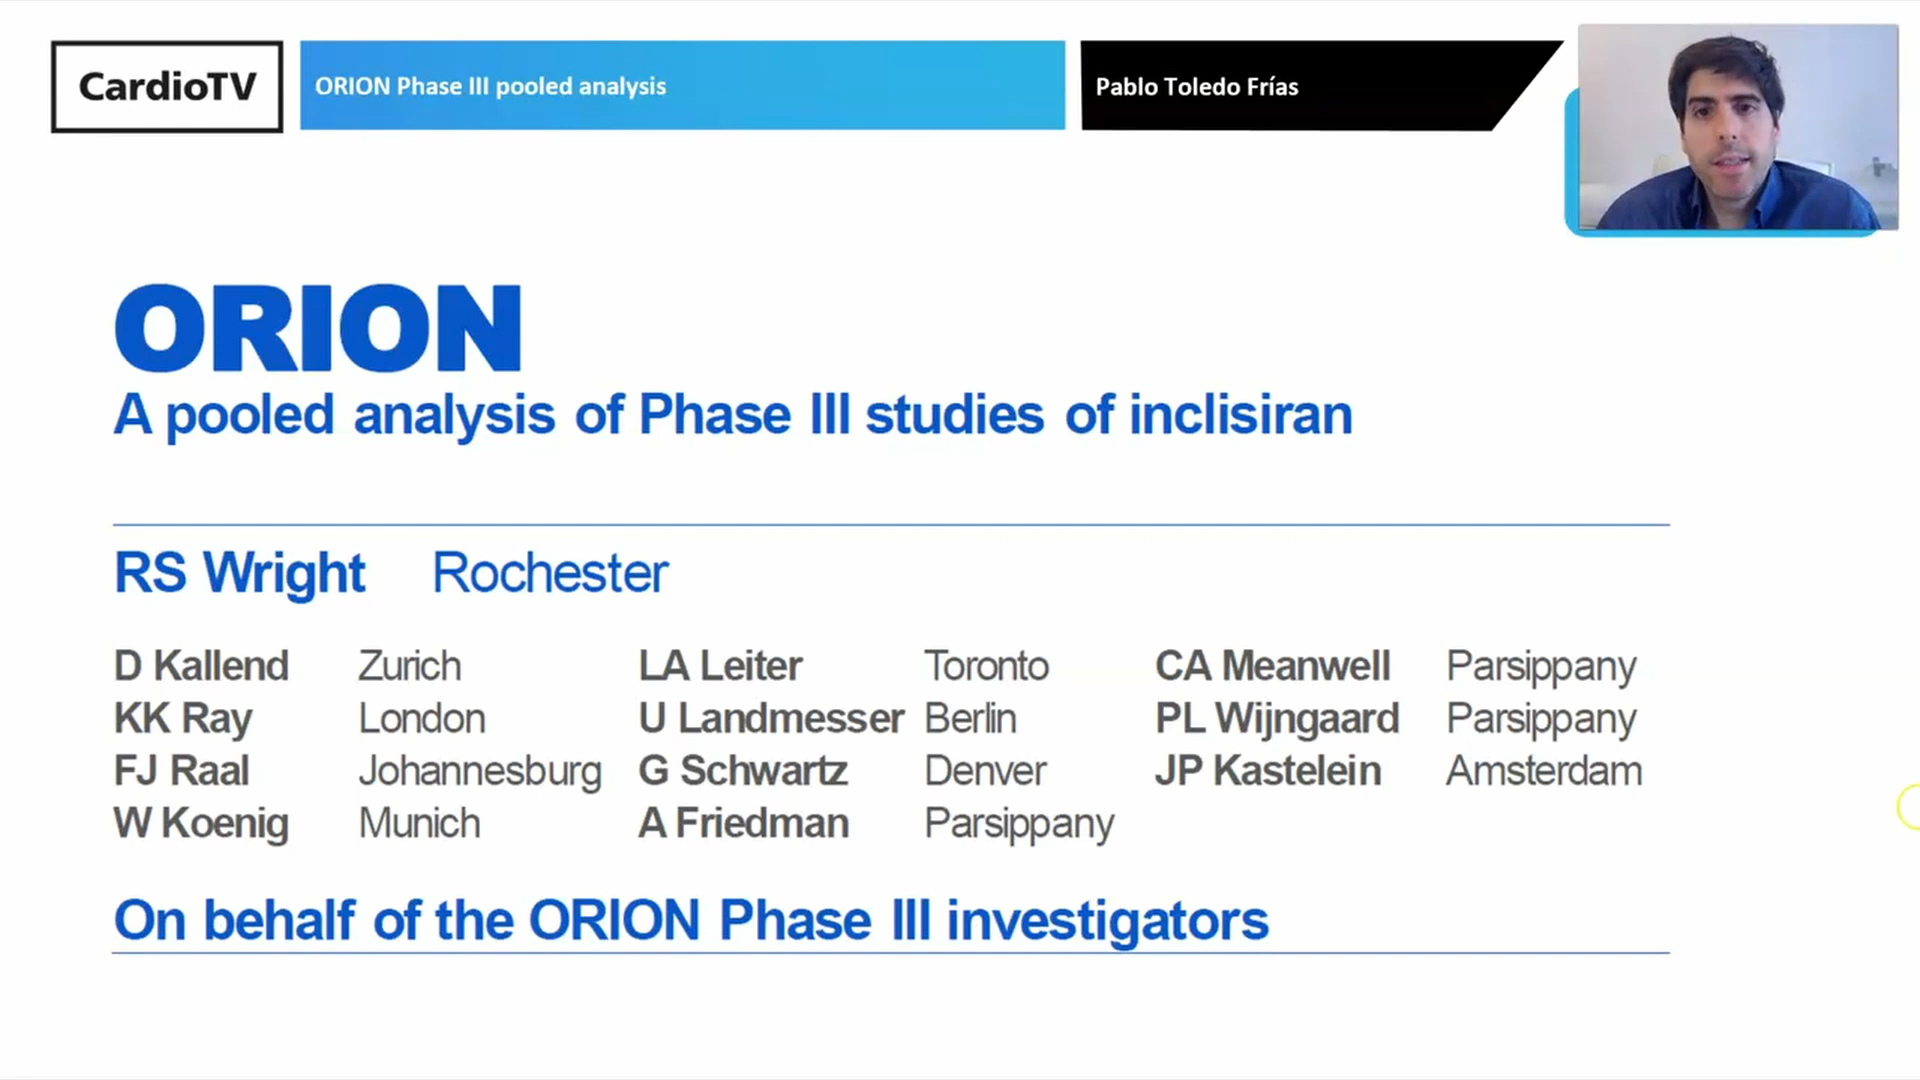 CardioTV
ORION Phase III pooled analysis
Pablo Toledo Frías
ORION
A pooled analysis of Phase III studies of inclisiran
RS Wright Rochester
D Kallend Zurich LA Leiter Toronto CA Meanwell Parsippany
KK Ray London U Landmesser Berlin PL Wijngaard Parsippany
FJ Raal Johannesburg G Schwartz Denver JP Kastelein Amsterdam
W Koenig Munich A Friedman Parsippany
On behalf of the ORION Phase III investigators